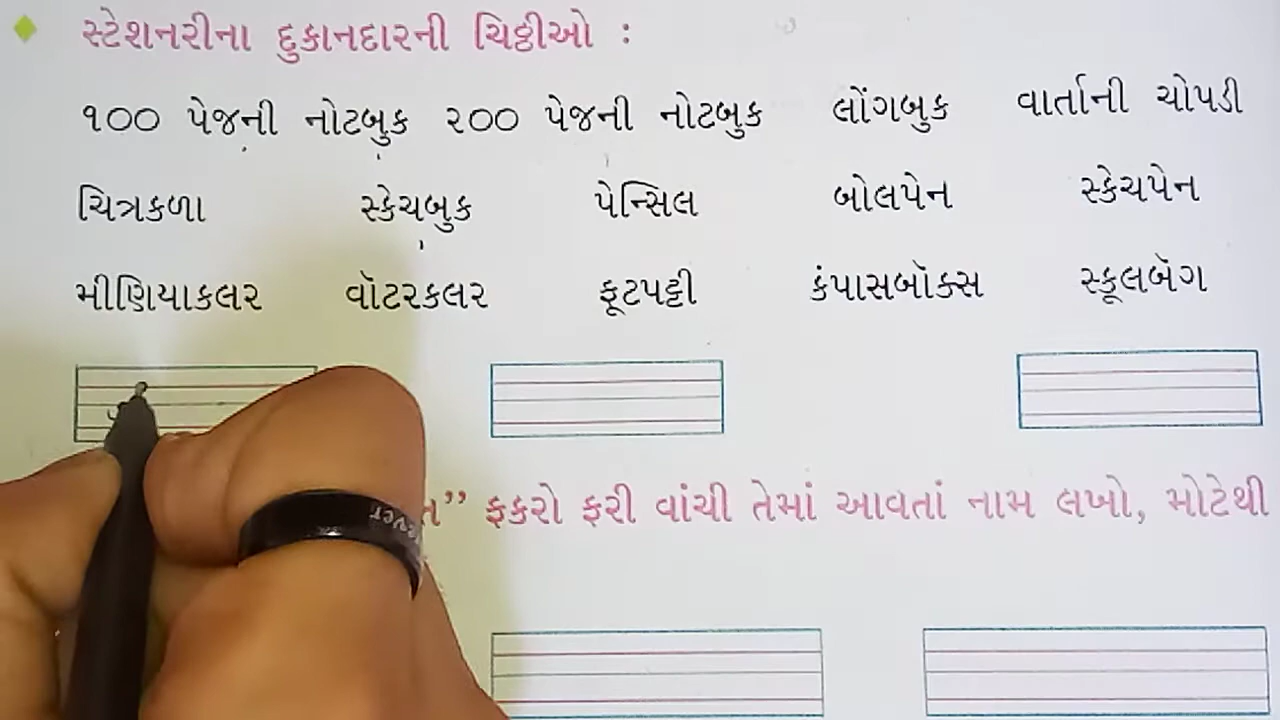 સ્ટેશનરીના દુકાનદારની ચિઠ્ઠીઓ :
૧૦૦ પેજની નોટબુક ૨૦૦ પેજની નોટબુક લોંગબુક વાર્તાની ચોપડી
ચિત્રકળા સ્કેચબુક પેન્સિલ બોલપેન સ્કેચપેન
મીણિયાકલર વૉટરકલર ફૂટપટ્ટી કંપાસબૉક્સ સ્કૂલબૅગ
ફકરો ફરી વાંચી તેમાં આવતાં નામ લખો, મોટેથી